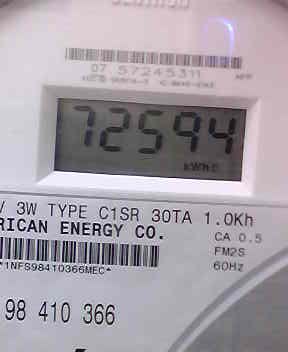 07 57245311
72594
3W TYPE C1SR 30TA 1.0Kh
RICAN ENERGY CO.
CA 0.5
FM2S
60Hz
*1NFS98410366MEC*
98 410 366